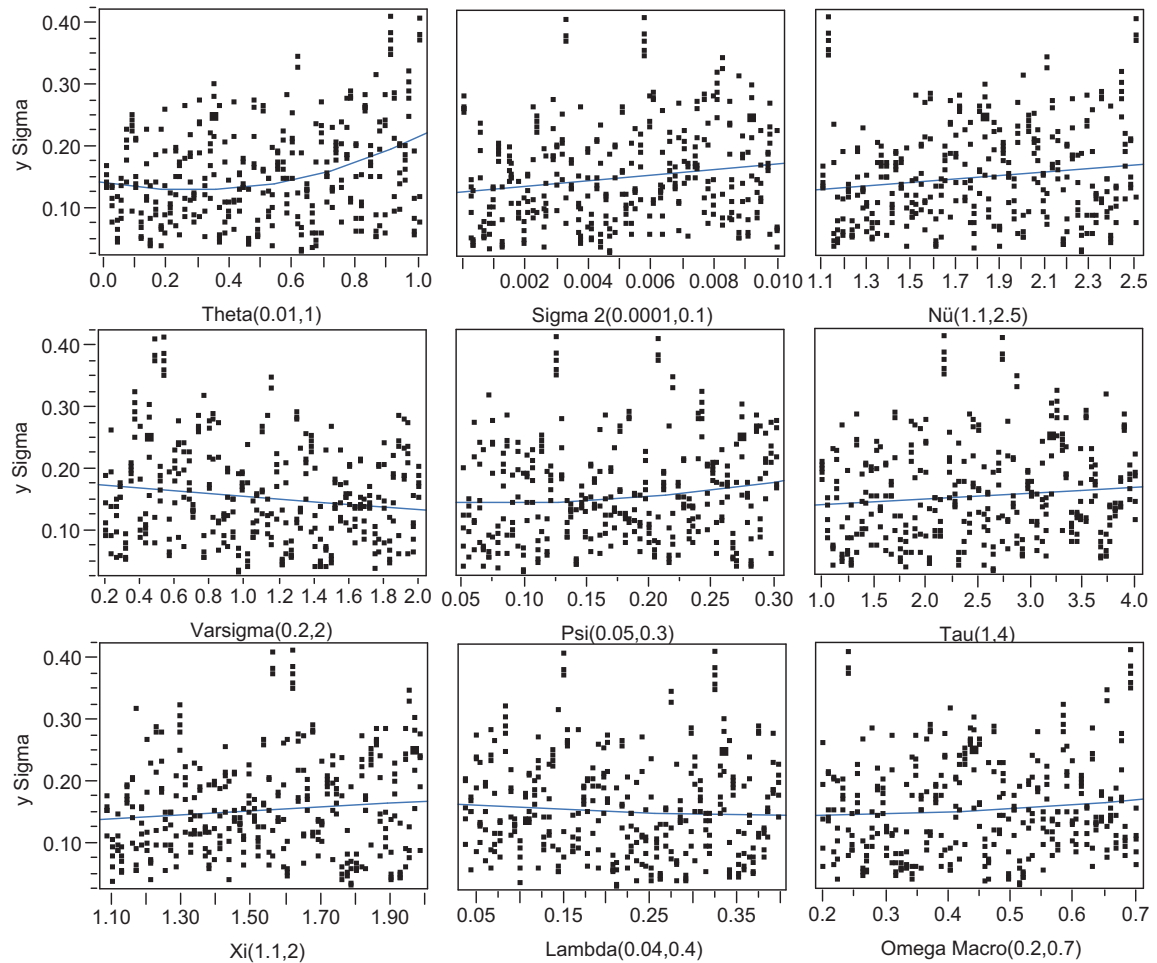 0.40
0.30
0.20
0.10
y Sigma
0.0 0.2 0.4 0.6 0.8 1.0
Theta(0.01,1)
0.002 0.004 0.006 0.008 0.010
Sigma 2(0.0001,0.1)
1.1 1.3 1.5 1.7 1.9 2.1 2.3 2.5
Nü(1.1,2.5)
0.40
0.30
0.20
0.10
y Sigma
0.2 0.4 0.6 0.8 1.0 1.2 1.4 1.6 1.8 2.0
Varsigma(0.2,2)
0.05 0.10 0.15 0.20 0.25 0.30
Psi(0.05,0.3)
1.0 1.5 2.0 2.5 3.0 3.5 4.0
Tau(1,4)
0.40
0.30
0.20
0.10
y Sigma
1.10 1.30 1.50 1.70 1.90
Xi(1.1,2)
0.05 0.15 0.25 0.35
Lambda(0.04,0.4)
0.2 0.3 0.4 0.5 0.6 0.7
Omega Macro(0.2,0.7)